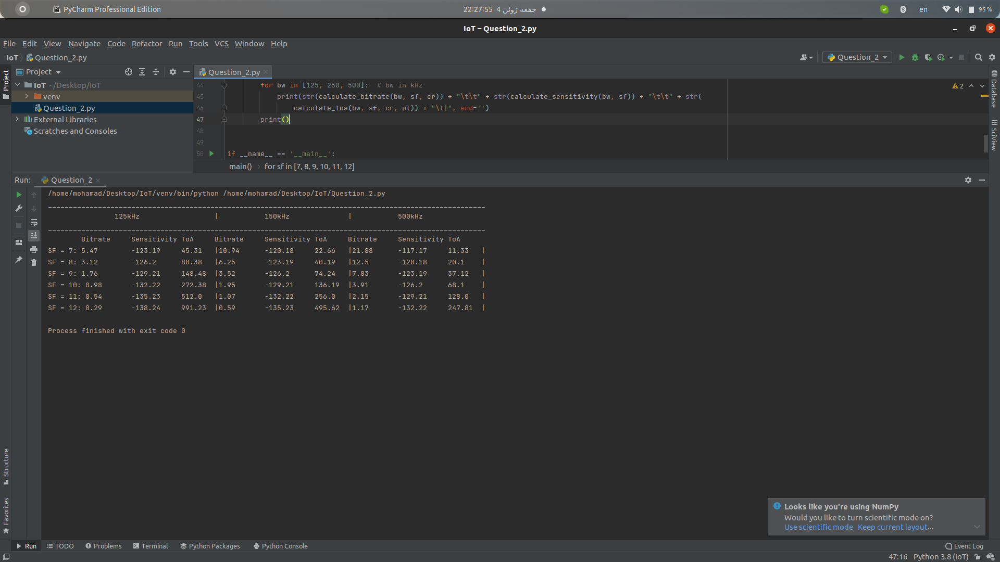 PyCharm Professional Edition
22:27:55 4 جمعه ژوئن
en
95 %
IoT – Question_2.py
File Edit View Navigate Code Refactor Run Tools VCS Window Help
IoT Question_2.py
Question_2
Project
Question_2.py
IoT ~/Desktop/IoT
venv
Question_2.py
External Libraries
Scratches and Consoles
44 for bw in [125, 250, 500]: # bw in kHz
45 print(str(calculate_bitrate(bw, sf, cr)) + "\t\t" + str(calculate_sensitivity(bw, sf)) + "\t\t" + str(
46 calculate_toa(bw, sf, cr, pl)) + "\t|", end='')
47 print()
48
49
50 if __name__ == '__main__':
2
main() › for sf in [7, 8, 9, 10, 11, 12]
Project
Database
SciView
Run: Question_2
/home/mohamad/Desktop/IoT/venv/bin/python /home/mohamad/Desktop/IoT/Question_2.py
---------------------------------------------------------------------------------------------------------
125kHz | 150kHz | 500kHz
---------------------------------------------------------------------------------------------------------
Bitrate Sensitivity ToA Bitrate Sensitivity ToA Bitrate Sensitivity ToA
SF = 7: 5.47 -123.19 45.31 |10.94 -120.18 22.66 |21.88 -117.17 11.33 |
SF = 8: 3.12 -126.2 80.38 |6.25 -123.19 40.19 |12.5 -120.18 20.1 |
SF = 9: 1.76 -129.21 148.48 |3.52 -126.2 74.24 |7.03 -123.19 37.12 |
SF = 10: 0.98 -132.22 272.38 |1.95 -129.21 136.19 |3.91 -126.2 68.1 |
SF = 11: 0.54 -135.23 512.0 |1.07 -132.22 256.0 |2.15 -129.21 128.0 |
SF = 12: 0.29 -138.24 991.23 |0.59 -135.23 495.62 |1.17 -132.22 247.81 |
Process finished with exit code 0
Structure
Favorites
Looks like you're using NumPy
Would you like to turn scientific mode on?
Use scientific mode Keep current layout...
Run TODO Problems Terminal Python Packages Python Console
Event Log
47:16 Python 3.8 (IoT)